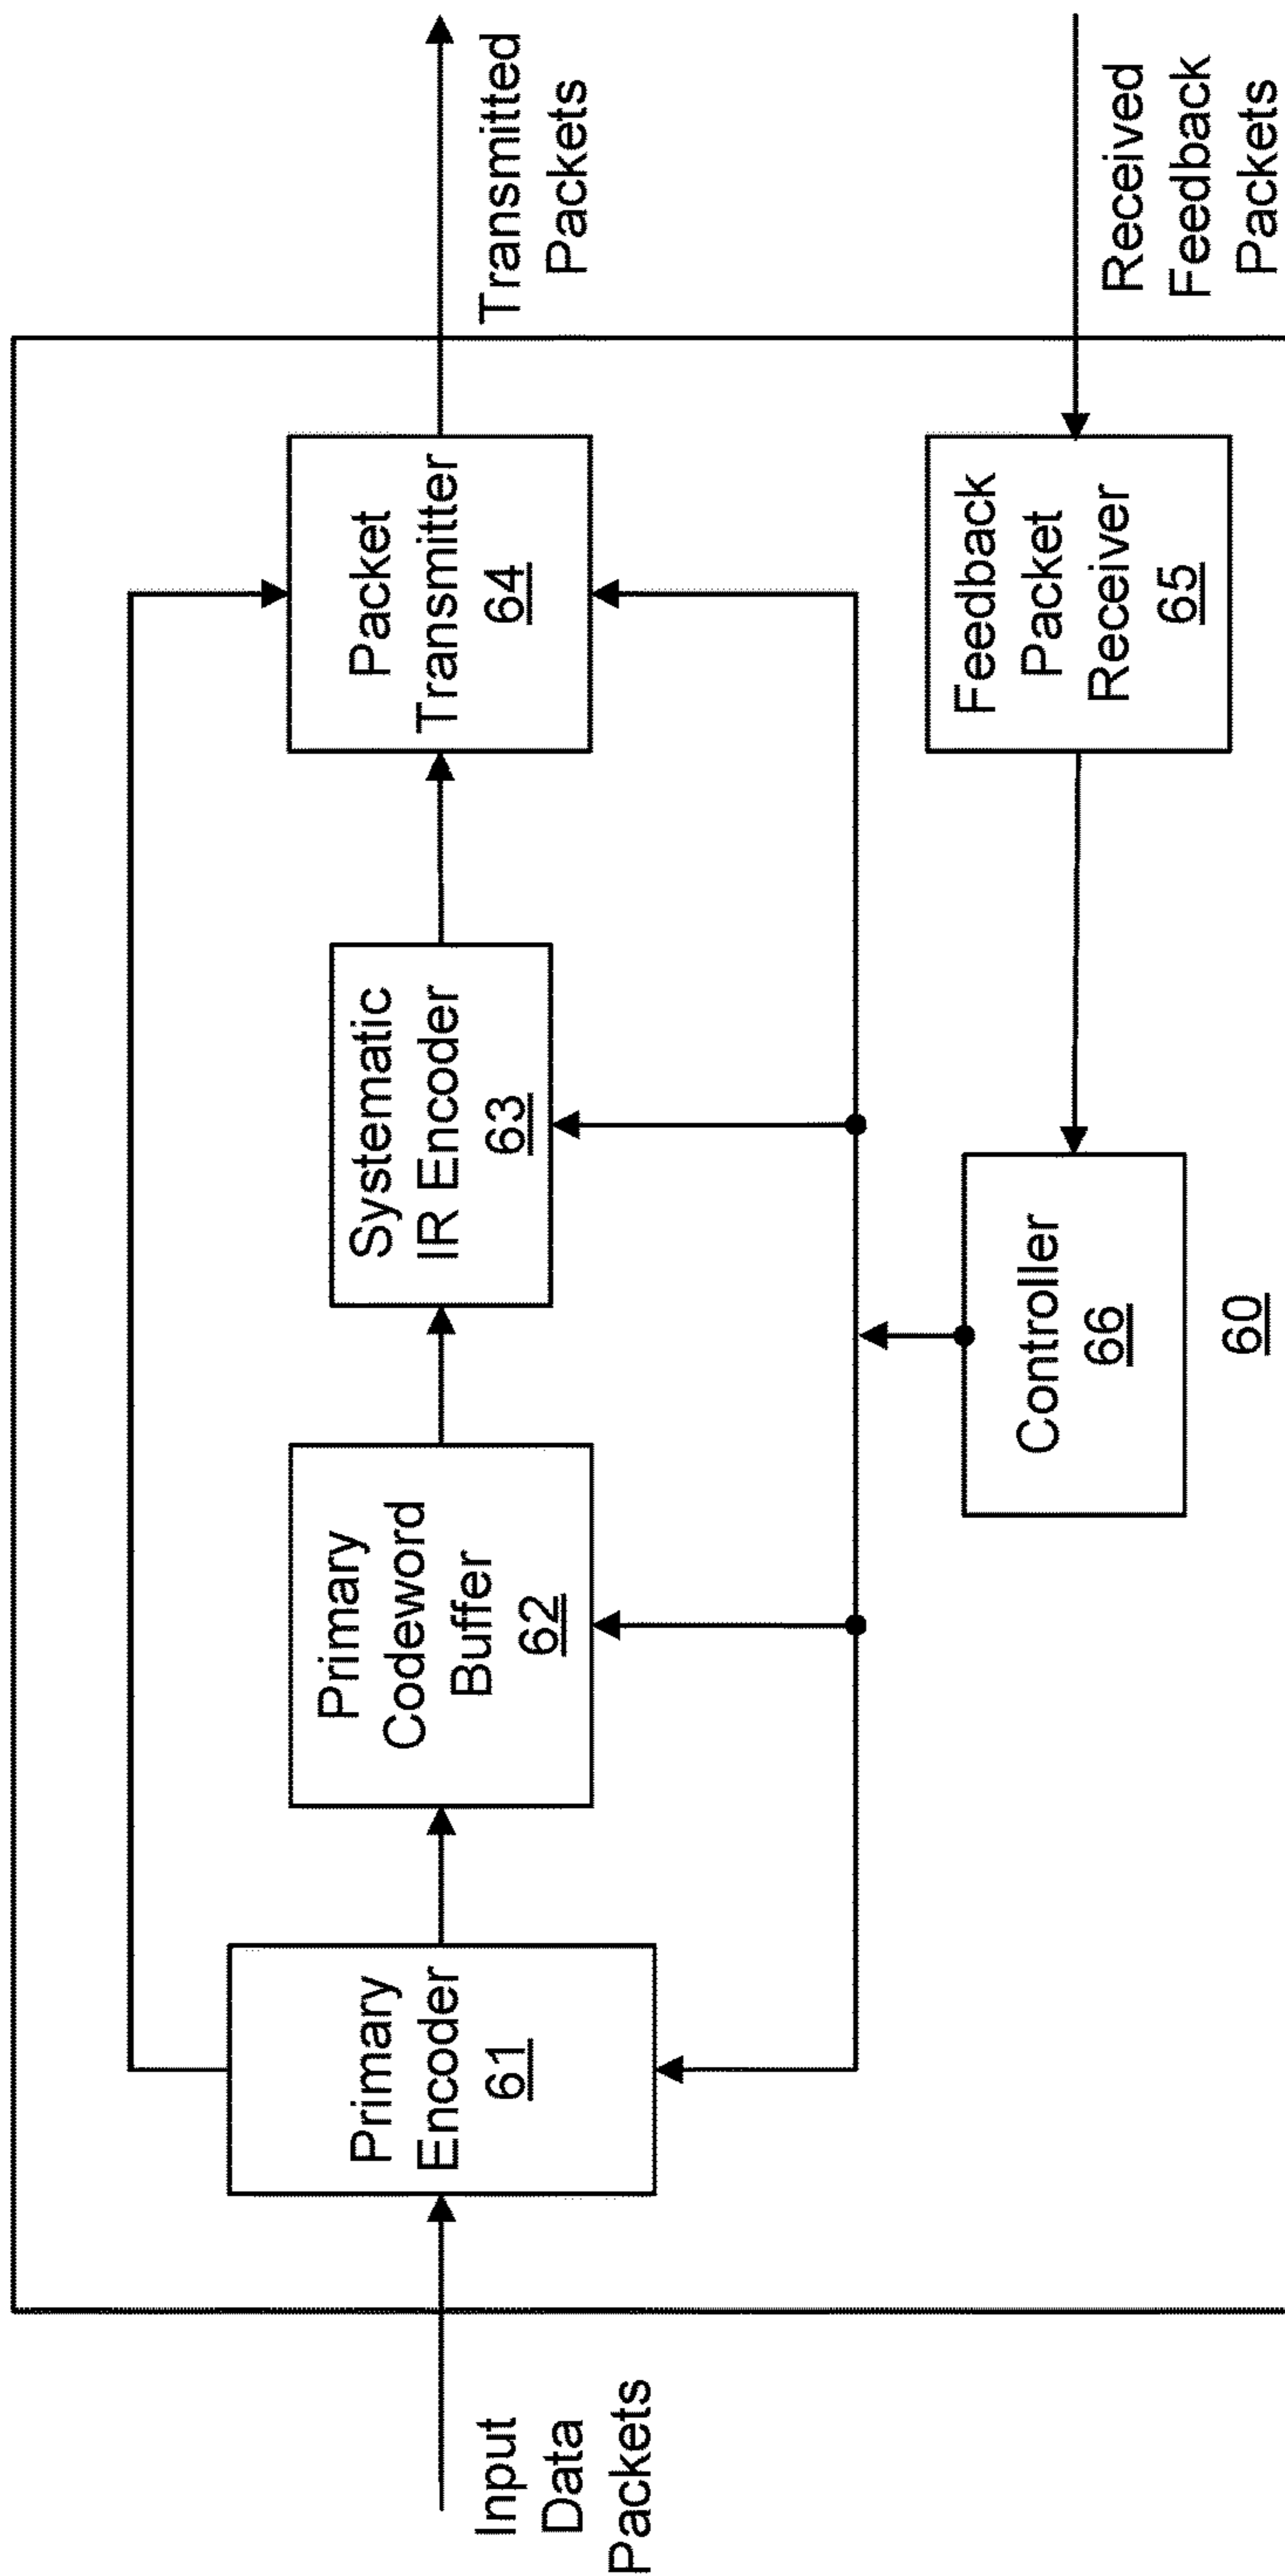 Input
Data
Packets
Primary
Encoder
61
Primary
Codeword
Buffer
62
Systematic
IR Encoder
63
Packet
Transmitter
64
Transmitted
Packets
Controller
66
Feedback
Packet
Receiver
65
Received
Feedback
Packets
60